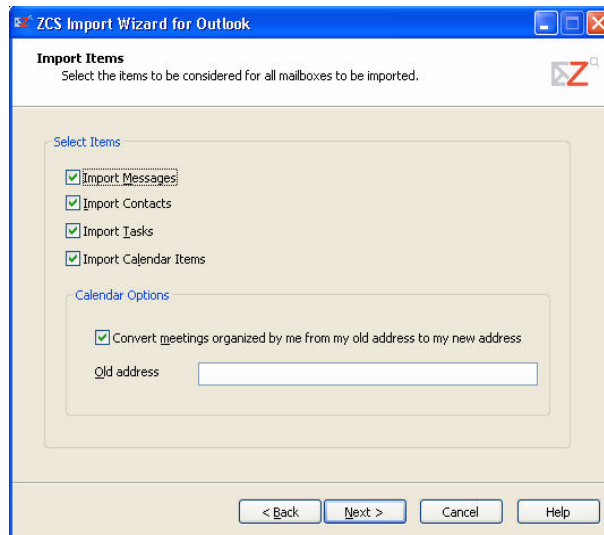 ZCS Import Wizard for Outlook
Import Items
Select the items to be considered for all mailboxes to be imported.
Select Items
Import Messages
Import Contacts
Import Tasks
Import Calendar Items
Calendar Options
Convert meetings organized by me from my old address to my new address
Old address
< Back Next > Cancel Help